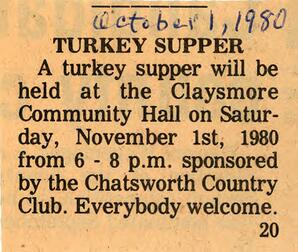 October 1, 1980
TURKEY SUPPER
A turkey supper will be
held at the Claysmore
Community Hall on Satur-
day, November 1st, 1980
from 6 - 8 p.m. sponsored
by the Chatsworth Country
Club. Everybody welcome.
20